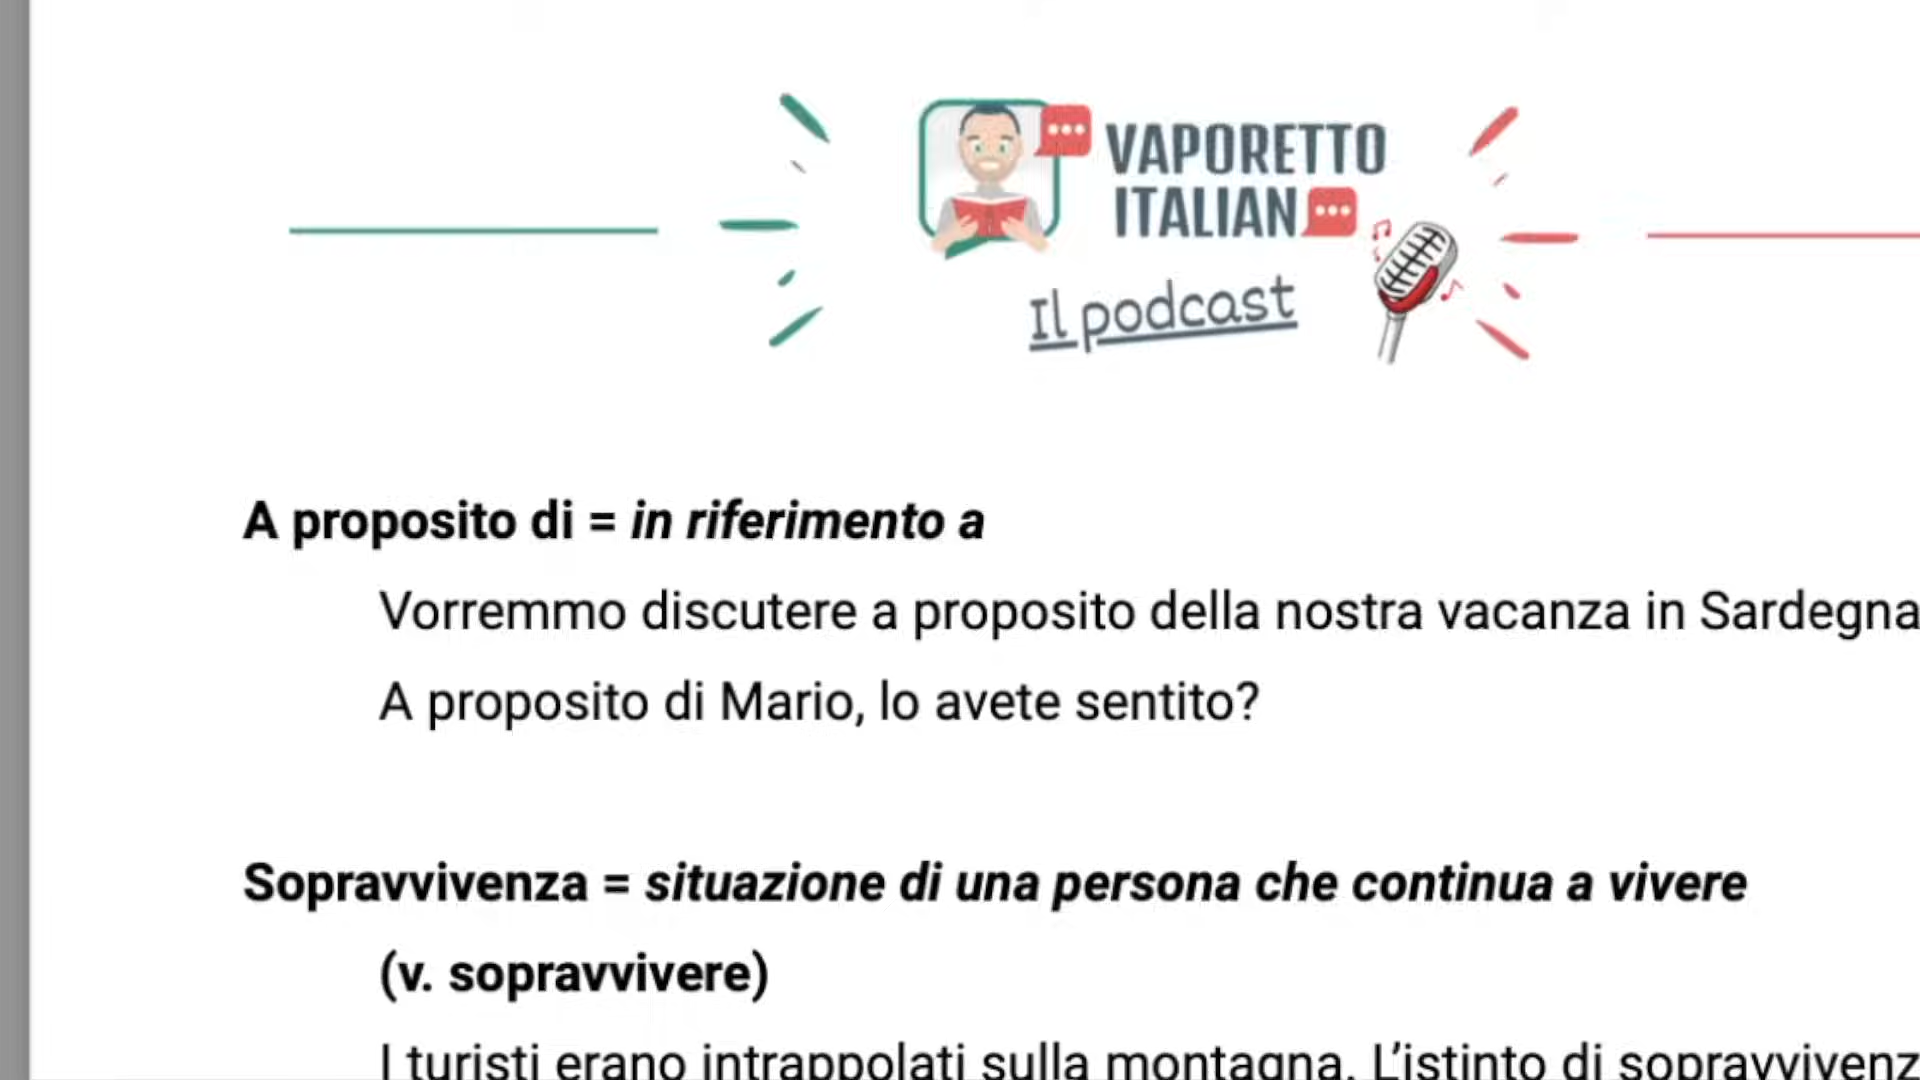 VAPORETTO
ITALIAN
Il podcast
A proposito di = in riferimento a
Vorremmo discutere a proposito della nostra vacanza in Sardegna
A proposito di Mario, lo avete sentito?
Sopravvivenza = situazione di una persona che continua a vivere
(v. sopravvivere)
I turisti erano intrappolati sulla montagna. L’istinto di sopravvivenz